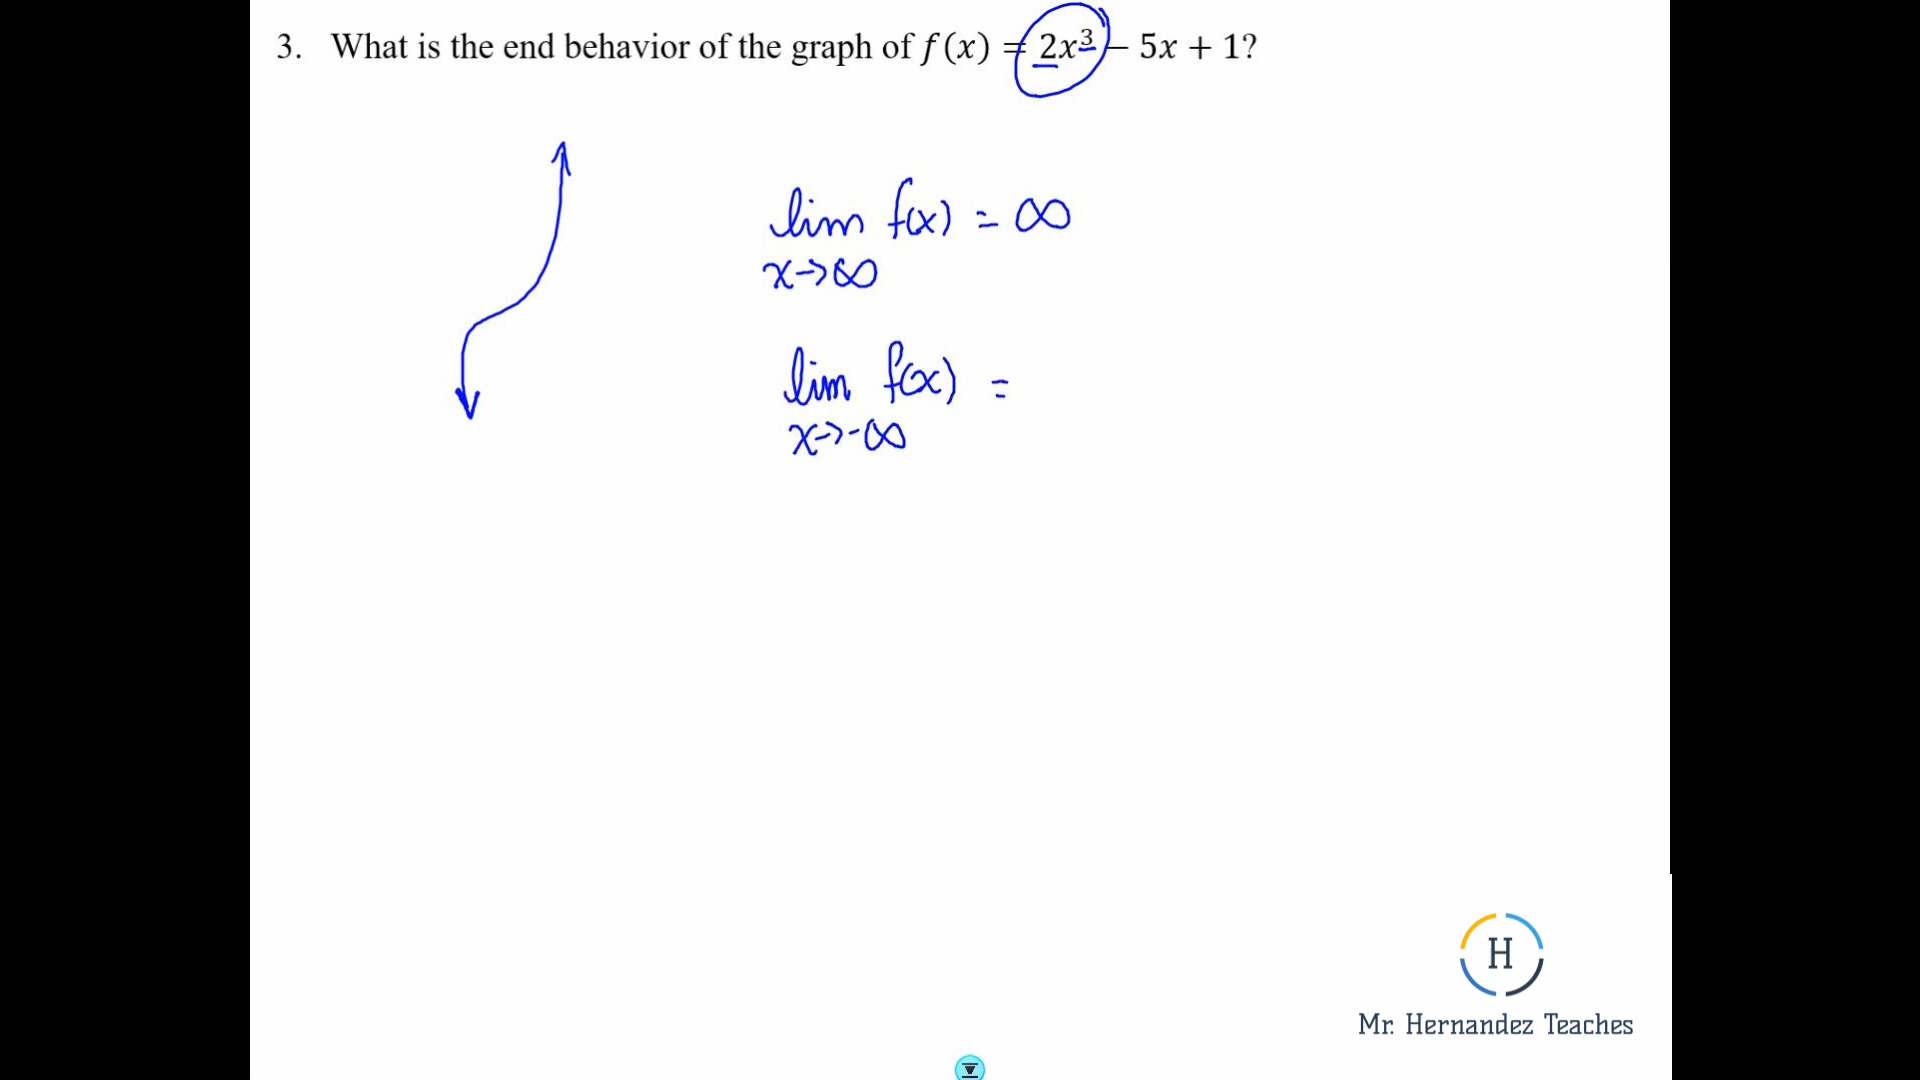 3. What is the end behavior of the graph of f(x) = 2x³ − 5x + 1?
lim f(x) = ∞
x→∞
lim f(x) =
x→-∞
H
Mr. Hernandez Teaches